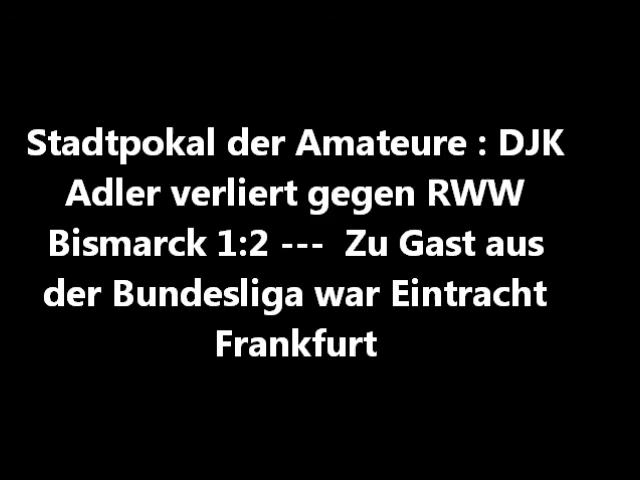 Stadtpokal der Amateure : DJK
Adler verliert gegen RWW
Bismarck 1:2 ---  Zu Gast aus
der Bundesliga war Eintracht
Frankfurt